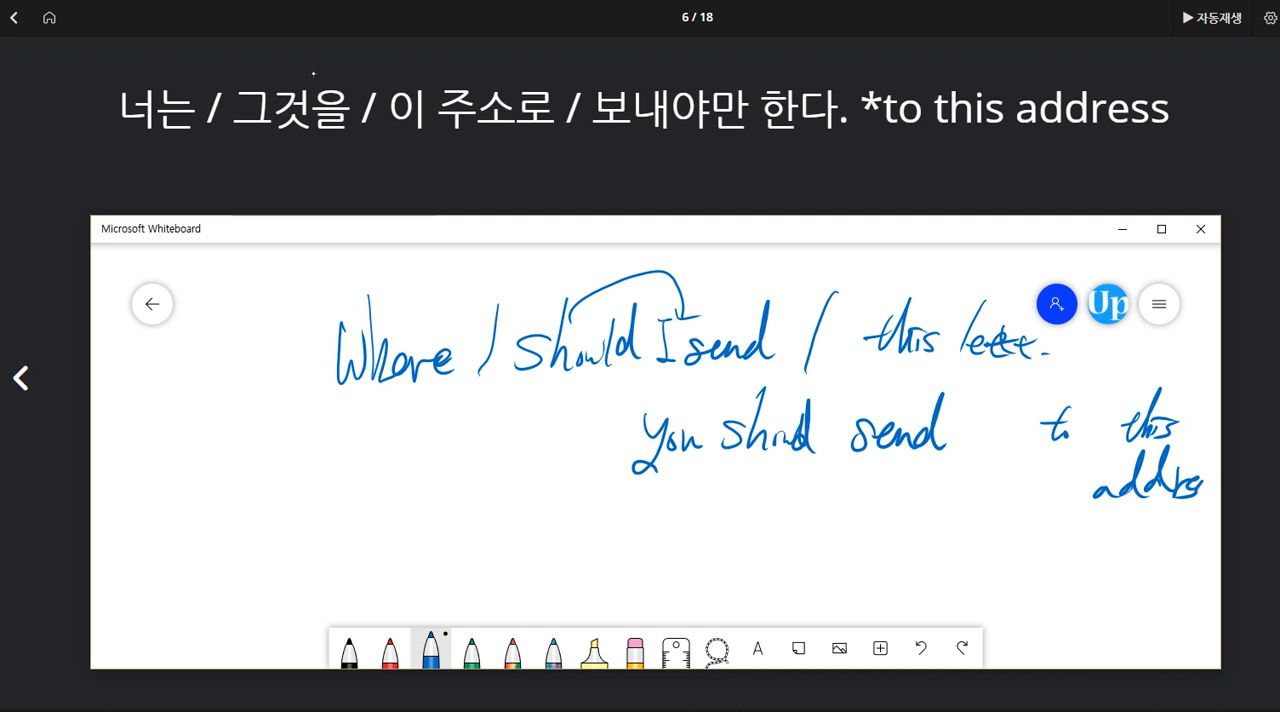 6 / 18
▶ 자동재생
너는 / 그것을 / 이 주소로 / 보내야만 한다. *to this address
Microsoft Whiteboard
Up
Where / should I send / this
you should send to this
A